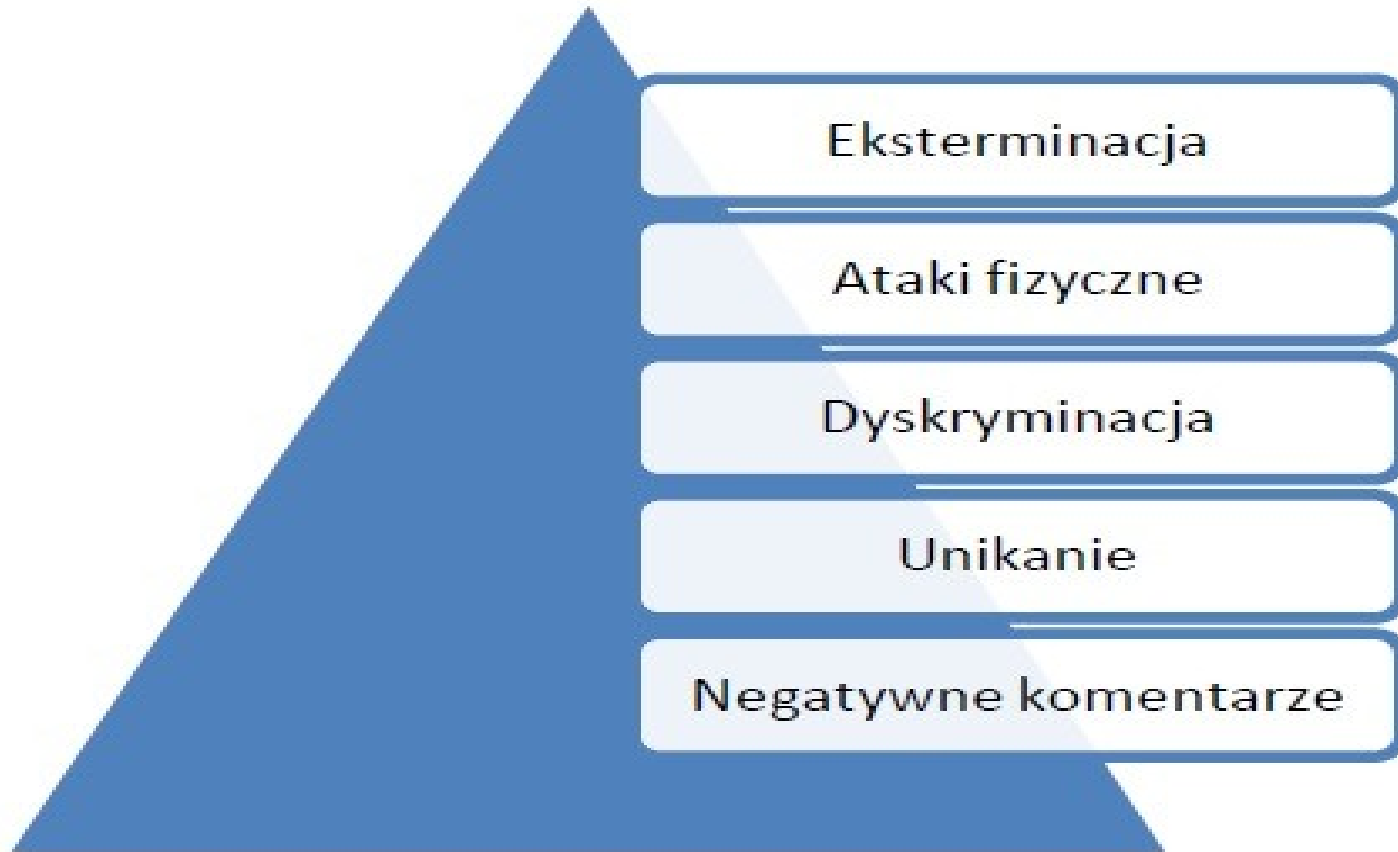 Eksterminacja
Ataki fizyczne
Dyskryminacja
Unikanie
Negatywne komentarze